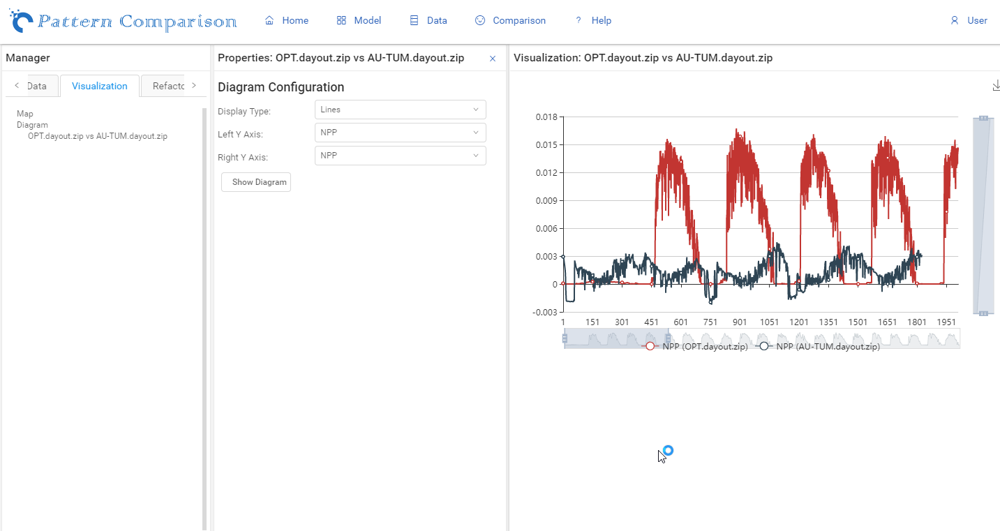 Pattern Comparison
Home
Model
Data
Comparison
? Help
User
Manager
Data
Visualization
Refacto
Map
Diagram
OPT.dayout.zip vs AU-TUM.dayout.zip
Properties: OPT.dayout.zip vs AU-TUM.dayout.zip
Diagram Configuration
Display Type:
Lines
Left Y Axis:
NPP
Right Y Axis:
NPP
Show Diagram
Visualization: OPT.dayout.zip vs AU-TUM.dayout.zip
0.018
0.015
0.012
0.009
0.006
0.003
0
-0.003
1 151 301 451 601 751 901 1051 1201 1351 1501 1651 1801 1951
NPP (OPT.dayout.zip) NPP (AU-TUM.dayout.zip)